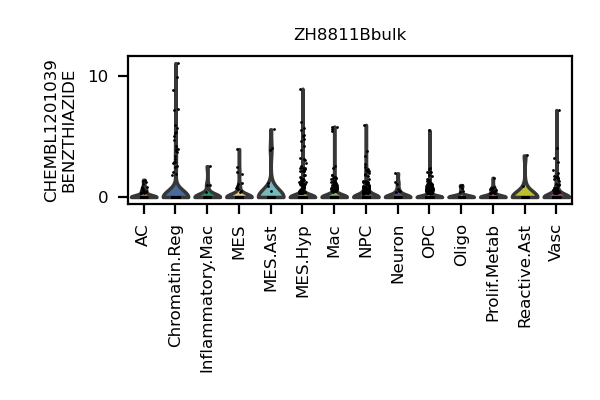 ZH8811Bbulk
CHEMBL1201039
BENZTHIAZIDE
10
0
AC
Chromatin.Reg
Inflammatory.Mac
MES
MES.Ast
MES.Hyp
Mac
NPC
Neuron
OPC
Oligo
Prolif.Metab
Reactive.Ast
Vasc